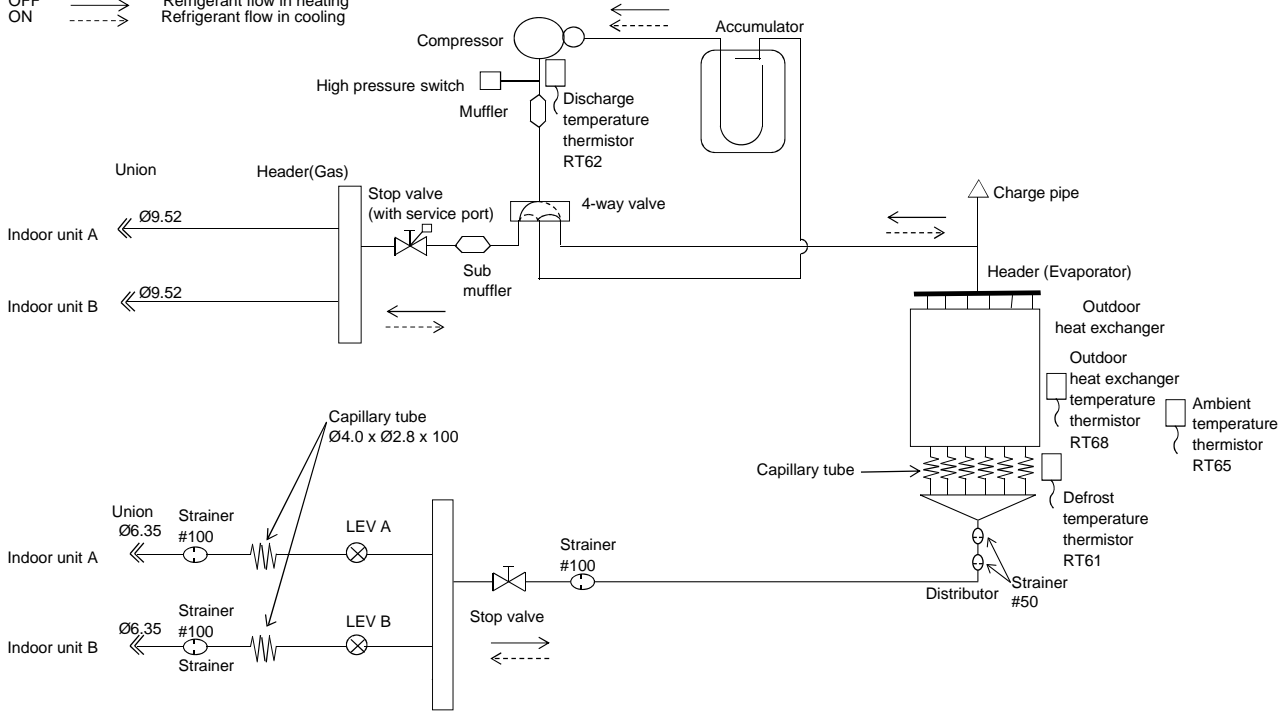 OFF Refrigerant flow in heating
ON Refrigerant flow in cooling
Compressor
Accumulator
High pressure switch
Muffler
Discharge
temperature
thermistor
RT62
Union
Header(Gas)
Stop valve
(with service port)
4-way valve
Charge pipe
Indoor unit A
Ø9.52
Sub
muffler
Header (Evaporator)
Indoor unit B
Ø9.52
Outdoor
heat exchanger
Outdoor
heat exchanger
temperature
thermistor
RT68
Ambient
temperature
thermistor
RT65
Capillary tube
Ø4.0 x Ø2.8 x 100
Capillary tube
Defrost
temperature
thermistor
RT61
Union
Ø6.35
Strainer
#100
LEV A
Indoor unit A
Strainer
#100
Distributor
Strainer
#50
Stop valve
Strainer
#100
Ø6.35
LEV B
Indoor unit B
Strainer